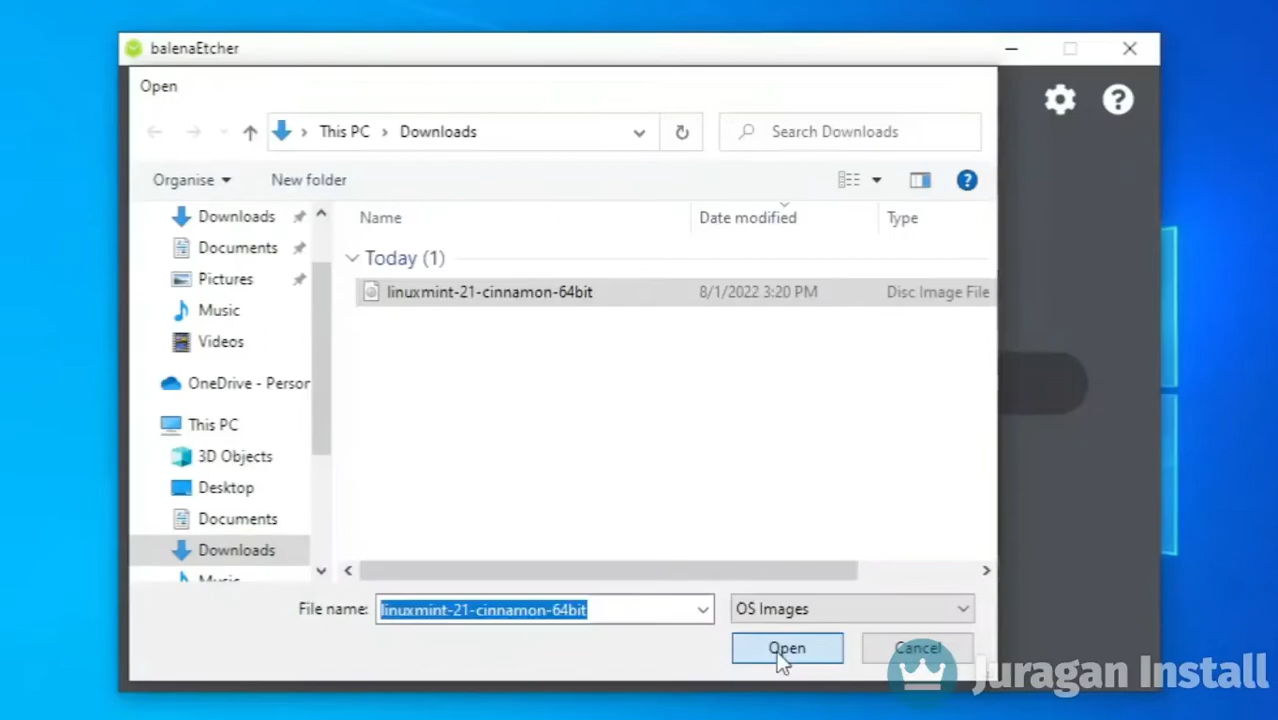 balenaEtcher
Open
This PC
Downloads
Search Downloads
Organise
New folder
Name
Date modified
Type
Downloads
Documents
Pictures
Music
Videos
OneDrive - Person
This PC
3D Objects
Desktop
Documents
Downloads
Music
Today (1)
linuxmint-21-cinnamon-64bit
8/1/2022 3:20 PM
Disc Image File
File name:
linuxmint-21-cinnamon-64bit
OS Images
Open
Cancel
Juragan Install